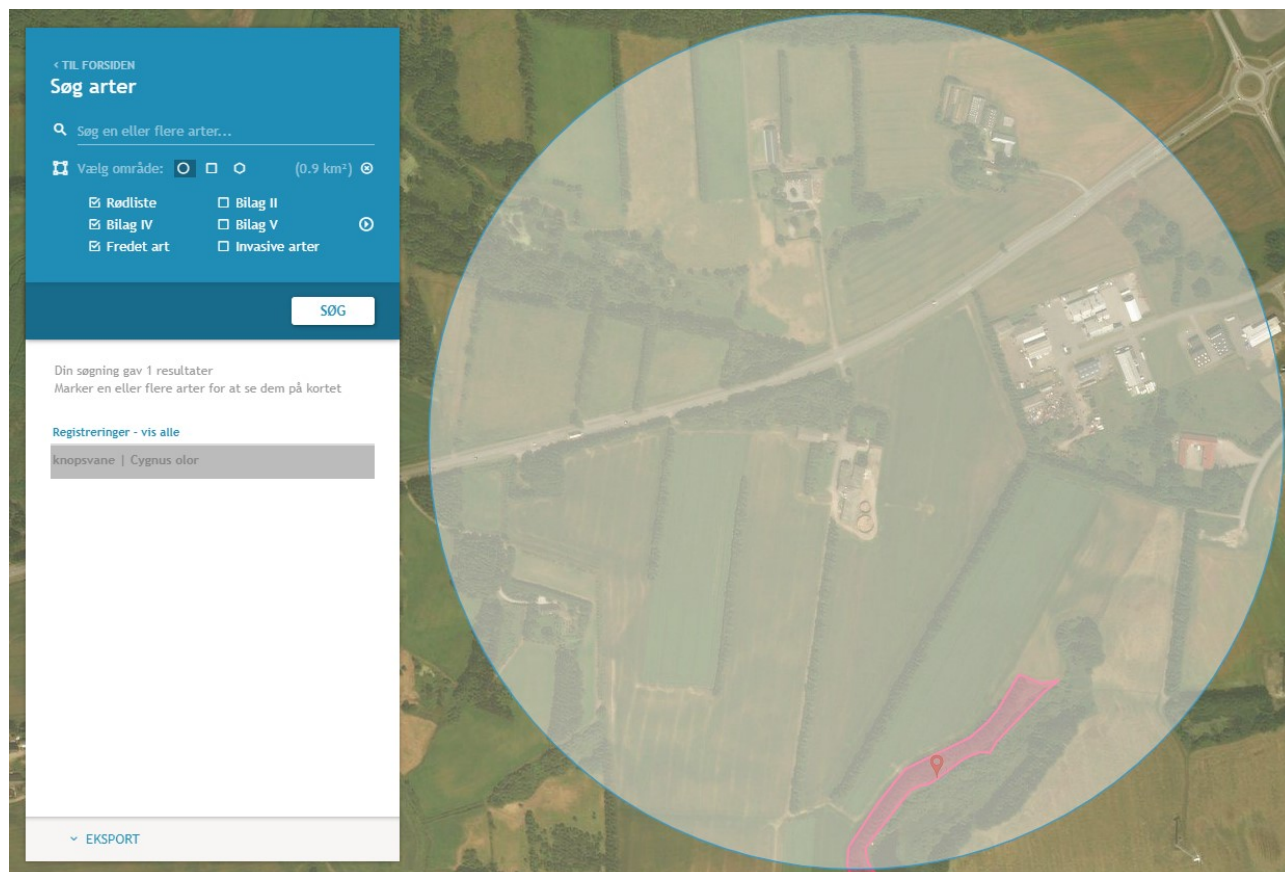 ‹ TIL FORSIDEN
Søg arter
Søg en eller flere arter...
Vælg område: (0.9 km²)
Rødliste Bilag II
Bilag IV Bilag V
Fredet art Invasive arter
SØG
Din søgning gav 1 resultater
Marker en eller flere arter for at se dem på kortet
Registreringer - vis alle
knopsvane | Cygnus olor
EKSPORT